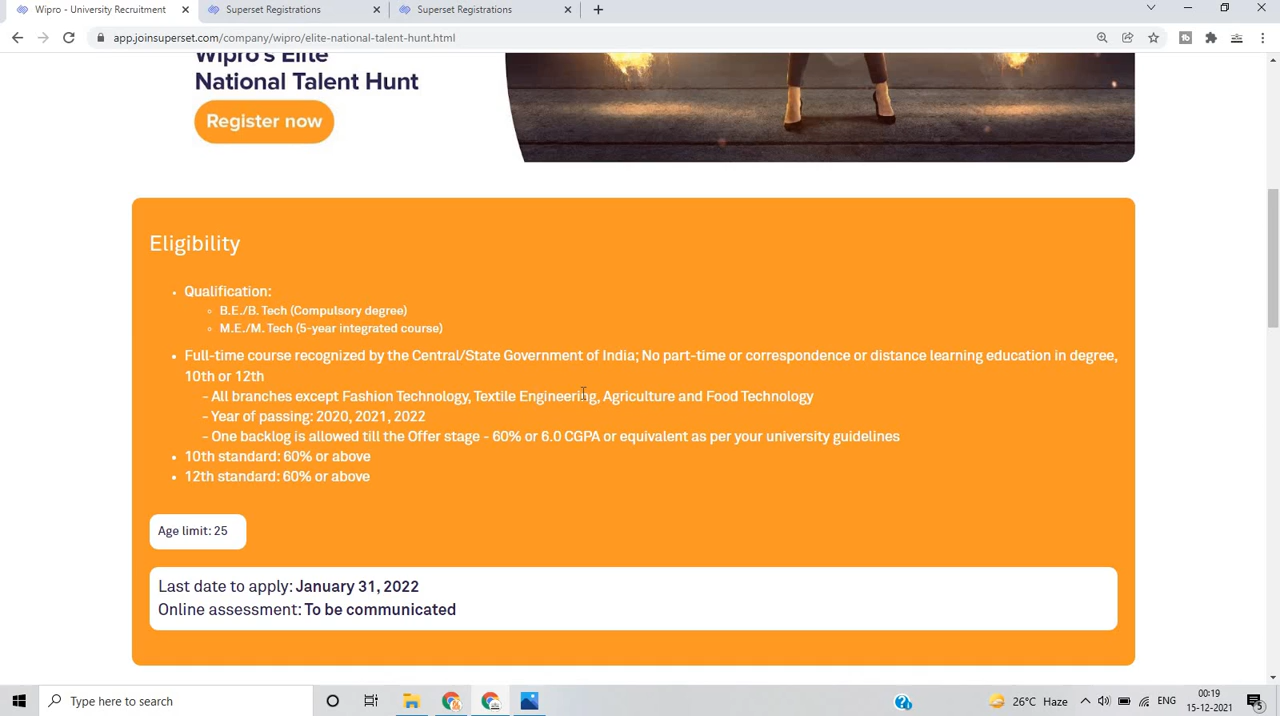 Wipro - University Recruitment
Superset Registrations
Superset Registrations
app.joinsuperset.com/company/wipro/elite-national-talent-hunt.html
Wipro's Elite
National Talent Hunt
Register now
Eligibility
Qualification:
B.E./B. Tech (Compulsory degree)
M.E./M. Tech (5-year integrated course)
Full-time course recognized by the Central/State Government of India; No part-time or correspondence or distance learning education in degree,
10th or 12th
- All branches except Fashion Technology, Textile Engineering, Agriculture and Food Technology
- Year of passing: 2020, 2021, 2022
- One backlog is allowed till the Offer stage - 60% or 6.0 CGPA or equivalent as per your university guidelines
10th standard: 60% or above
12th standard: 60% or above
Age limit: 25
Last date to apply: January 31, 2022
Online assessment: To be communicated
Type here to search
26°C Haze
ENG
00:19
15-12-2021
5